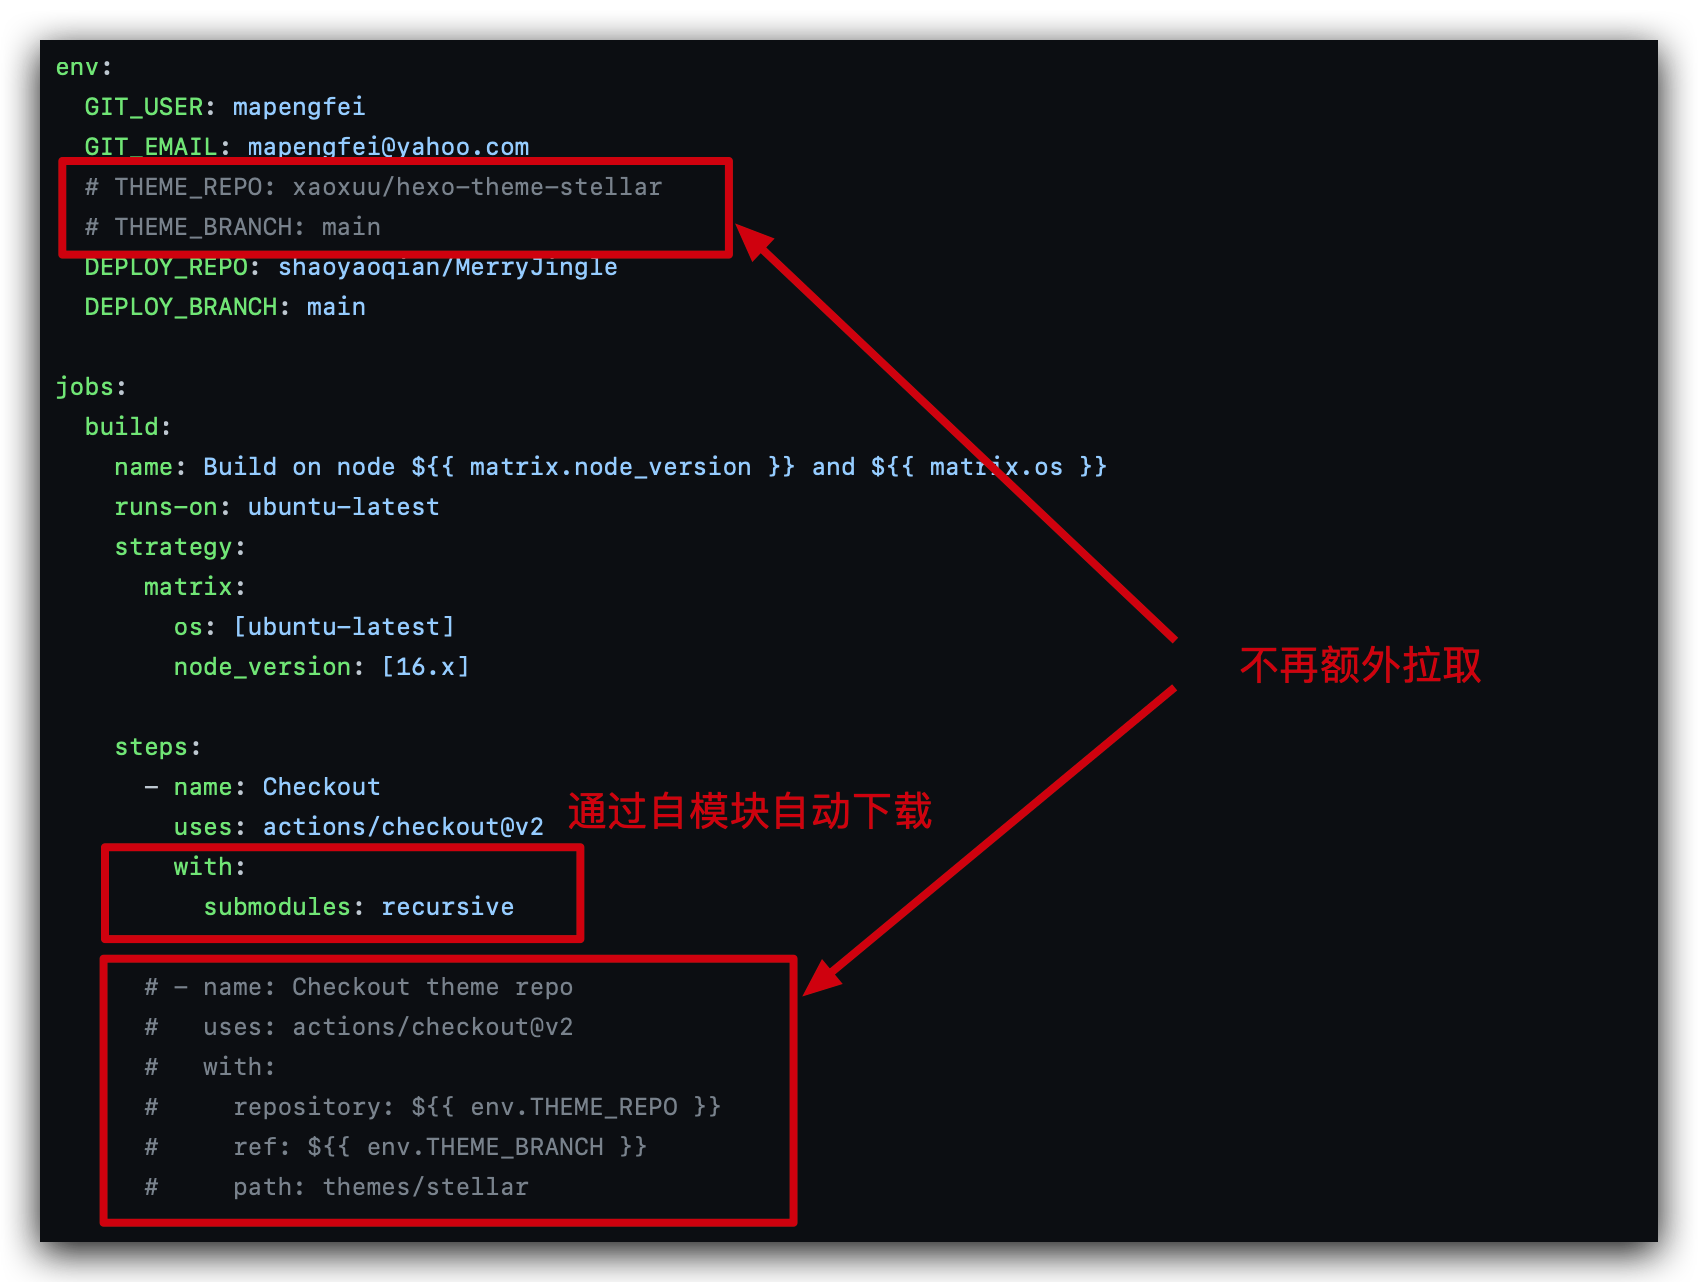 env:
  GIT_USER: mapengfei
  GIT_EMAIL: mapengfei@yahoo.com
  # THEME_REPO: xaoxuu/hexo-theme-stellar
  # THEME_BRANCH: main
  DEPLOY_REPO: shaoyaoqian/MerryJingle
  DEPLOY_BRANCH: main
jobs:
  build:
    name: Build on node ${{ matrix.node_version }} and ${{ matrix.os }}
    runs-on: ubuntu-latest
    strategy:
      matrix:
        os: [ubuntu-latest]
        node_version: [16.x]
不再额外拉取
    steps:
      - name: Checkout
        uses: actions/checkout@v2
通过自模块自动下载
        with:
          submodules: recursive
      # - name: Checkout theme repo
      #   uses: actions/checkout@v2
      #   with:
      #     repository: ${{ env.THEME_REPO }}
      #     ref: ${{ env.THEME_BRANCH }}
      #     path: themes/stellar